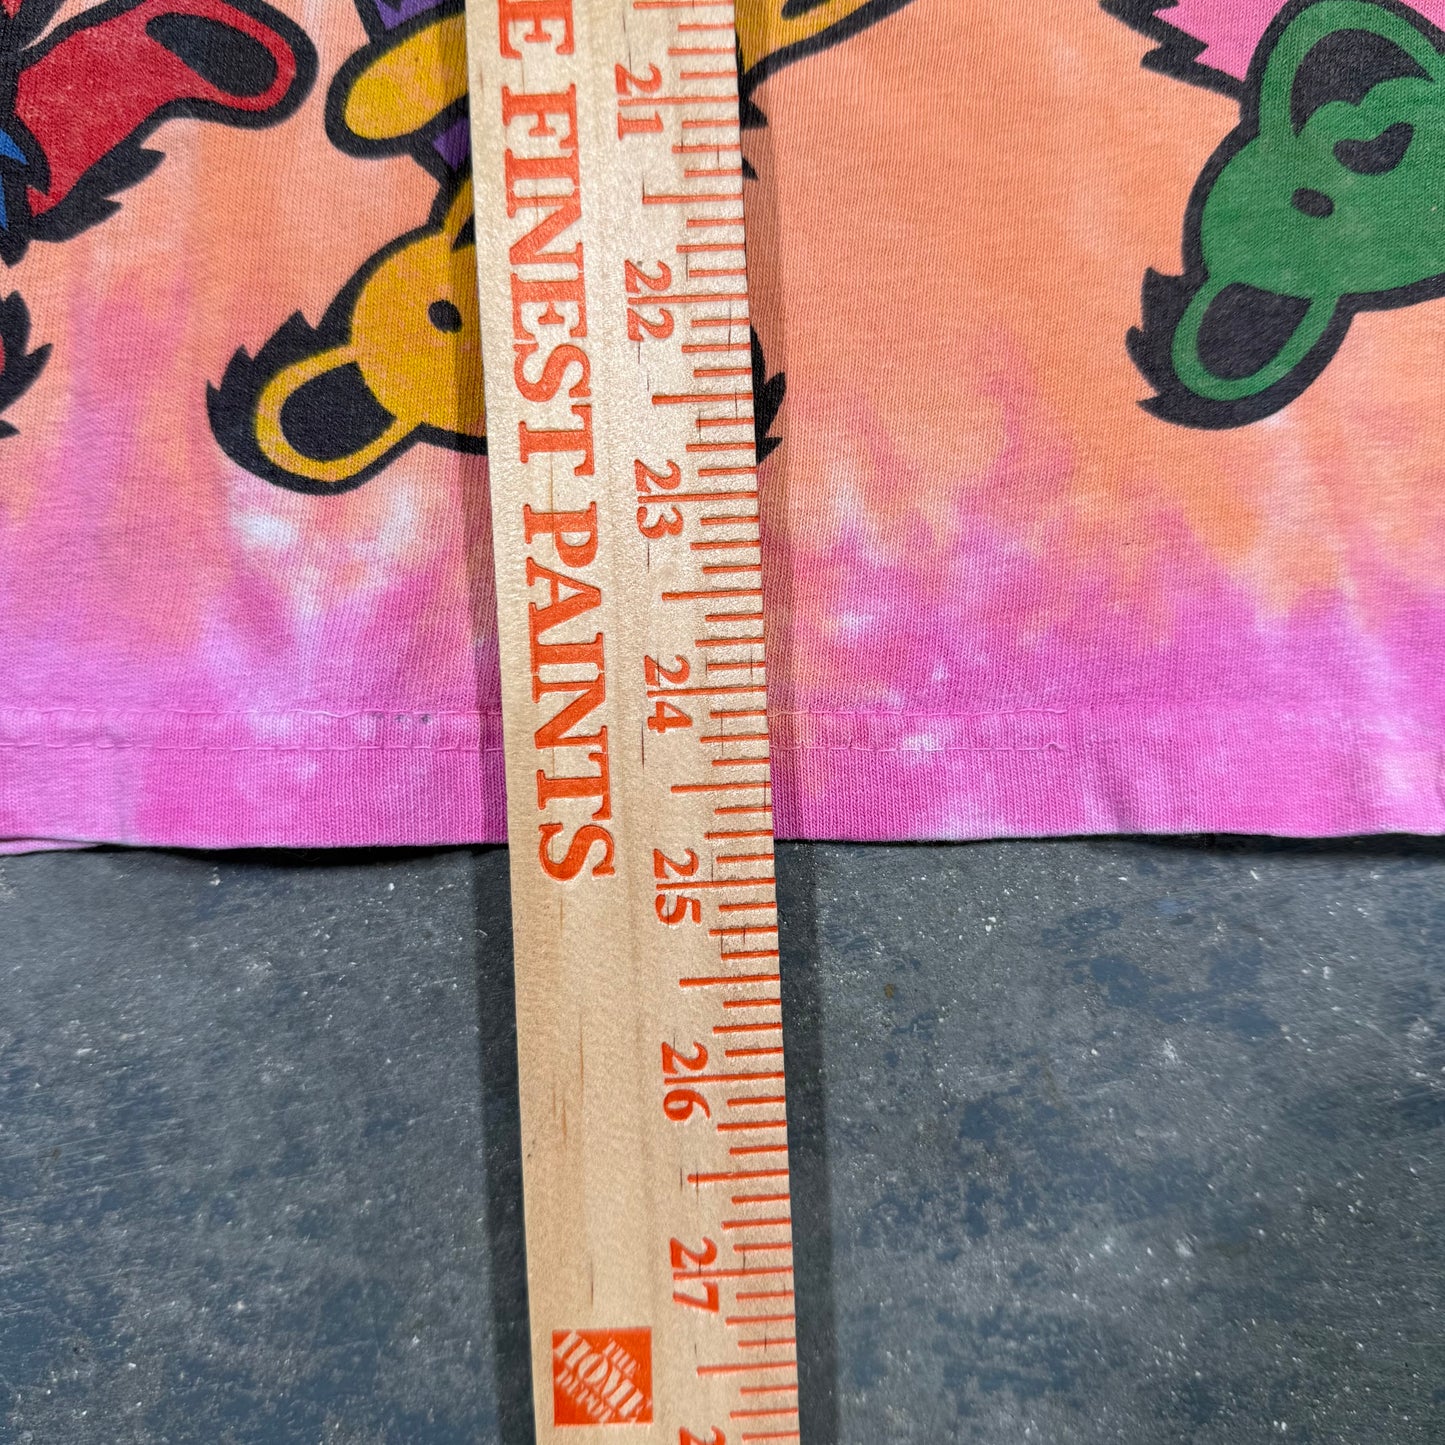 E FINEST PAINTS
21
22
23
24
25
26
27
THE
HOME
DEPOT